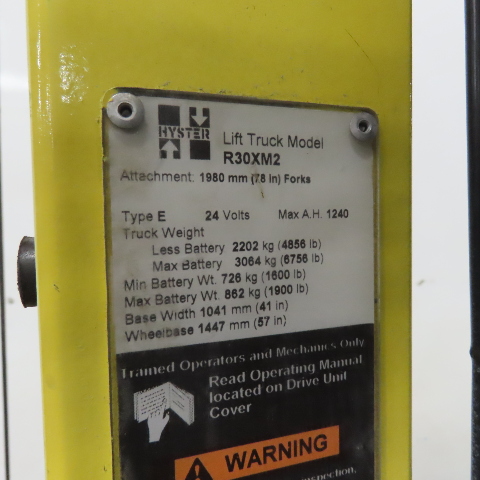 HYSTER
Lift Truck Model
R30XM2
Attachment: 1980 mm (78 in) Forks
Type E 24 Volts Max A.H. 1240
Truck Weight
Less Battery 2202 kg (4856 lb)
Max Battery 3064 kg (6756 lb)
Min Battery Wt. 726 kg (1600 lb)
Max Battery Wt. 862 kg (1900 lb)
Base Width 1041 mm (41 in)
Wheelbase 1447 mm (57 in)
Trained Operators and Mechanics Only
Read Operating Manual
located on Drive Unit
Cover
WARNING
inspection,